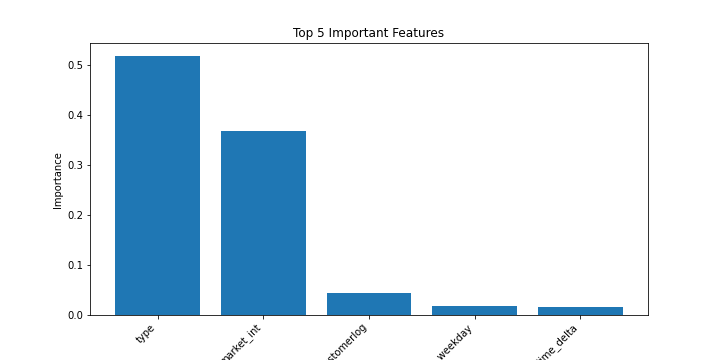 Top 5 Important Features
Importance
0.5
0.4
0.3
0.2
0.1
0.0
type
market_int
stomerlog
weekday
ime_delta